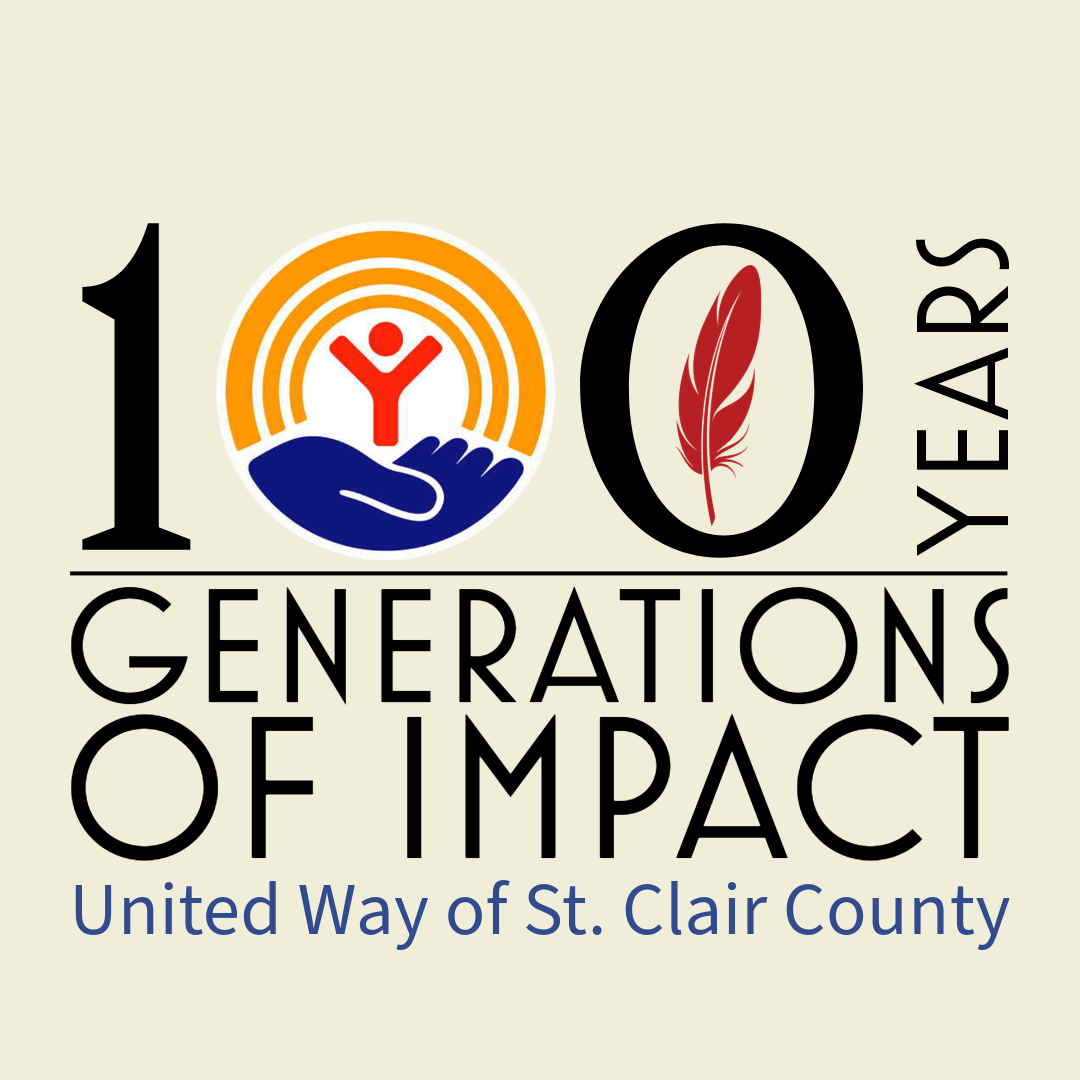 100 YEARS
GENERATIONS
OF IMPACT
United Way of St. Clair County